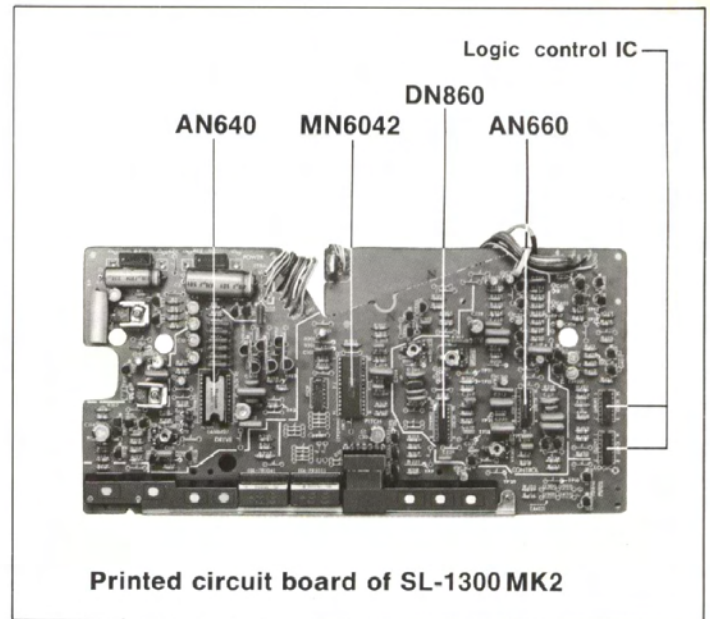 Logic control IC
DN860
AN640 MN6042 AN660
Printed circuit board of SL-1300 MK2